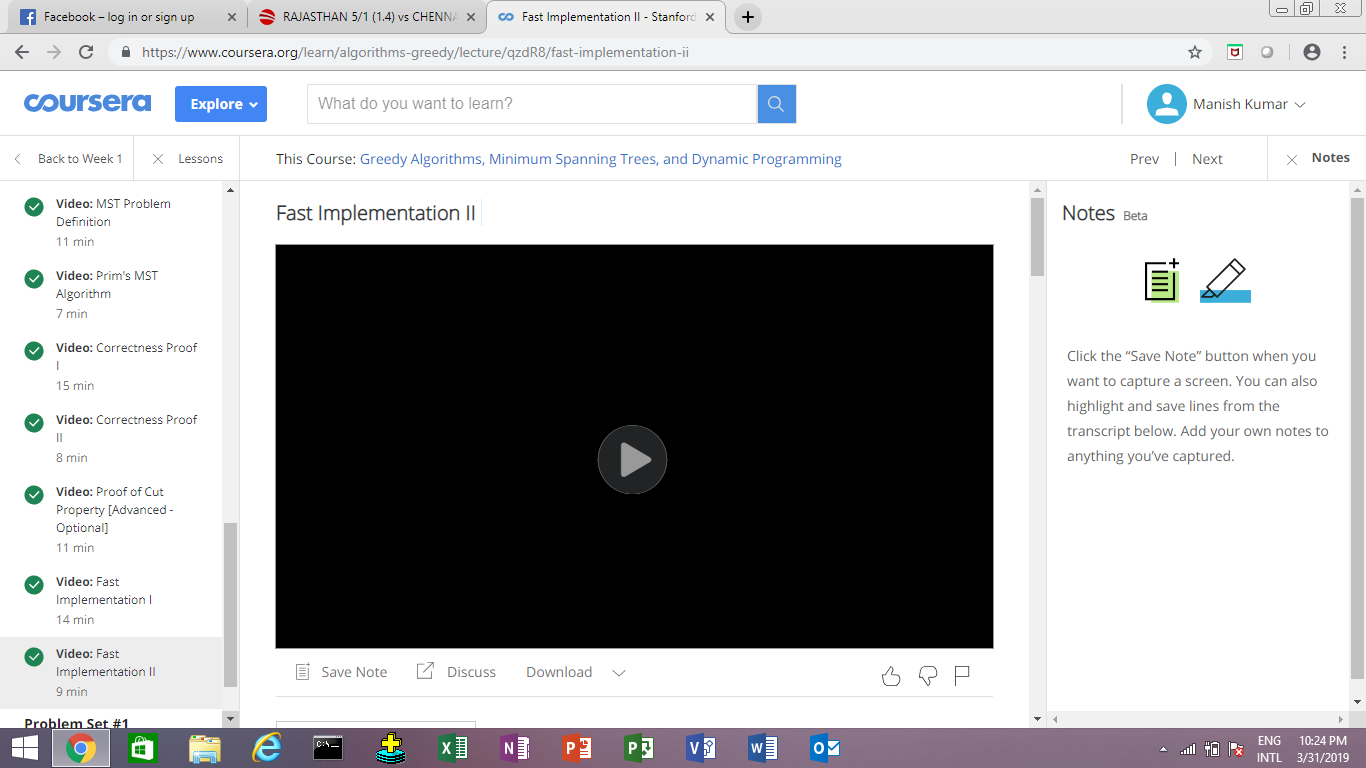 Facebook – log in or sign up
RAJASTHAN 5/1 (1.4) vs CHENNA
Fast Implementation II - Stanford
https://www.coursera.org/learn/algorithms-greedy/lecture/qzdR8/fast-implementation-ii
coursera
Explore
What do you want to learn?
Manish Kumar
Back to Week 1
Lessons
This Course: Greedy Algorithms, Minimum Spanning Trees, and Dynamic Programming
Prev | Next
Notes
Video: MST Problem
Definition
11 min
Video: Prim's MST
Algorithm
7 min
Video: Correctness Proof
I
15 min
Video: Correctness Proof
II
8 min
Video: Proof of Cut
Property [Advanced -
Optional]
11 min
Video: Fast
Implementation I
14 min
Video: Fast
Implementation II
9 min
Problem Set #1
Fast Implementation II
Save Note
Discuss
Download
Notes Beta
Click the “Save Note” button when you
want to capture a screen. You can also
highlight and save lines from the
transcript below. Add your own notes to
anything you’ve captured.
ENG
INTL
10:24 PM
3/31/2019